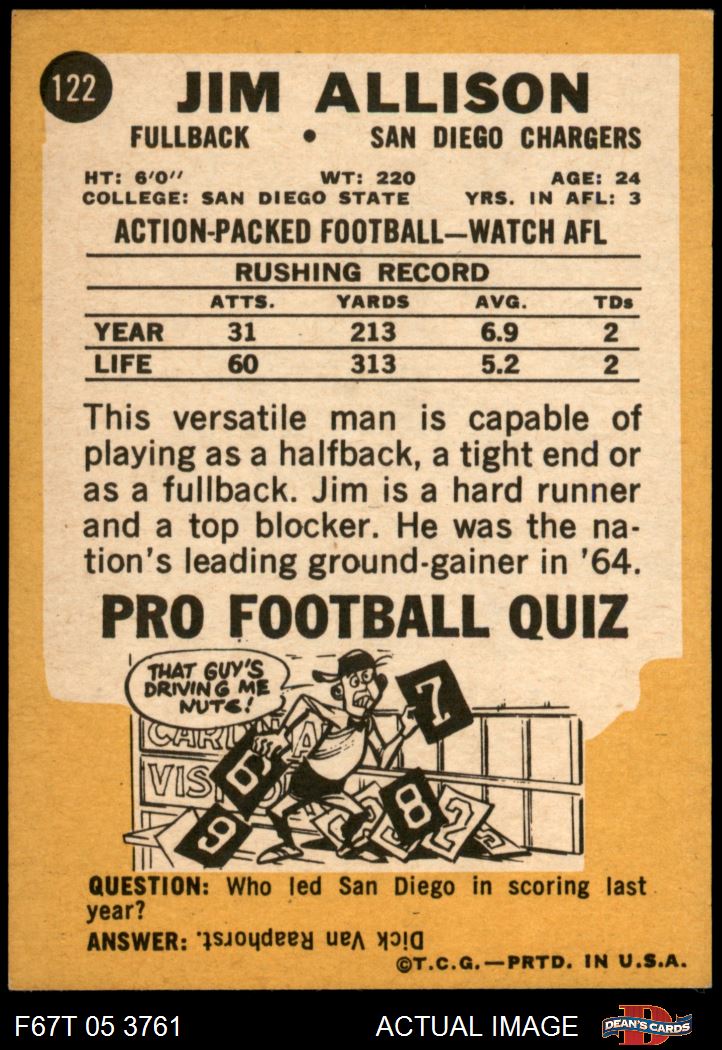 122
JIM ALLISON
FULLBACK • SAN DIEGO CHARGERS
HT: 6'0" WT: 220 AGE: 24
COLLEGE: SAN DIEGO STATE YRS. IN AFL: 3
ACTION-PACKED FOOTBALL—WATCH AFL
RUSHING RECORD
ATTS. YARDS AVG. TDs
YEAR 31 213 6.9 2
LIFE 60 313 5.2 2
This versatile man is capable of
playing as a halfback, a tight end or
as a fullback. Jim is a hard runner
and a top blocker. He was the na-
tion's leading ground-gainer in '64.
PRO FOOTBALL QUIZ
THAT GUY'S
DRIVING ME
NUTS!
7
CARD
VIS
6
8
9
2
2
QUESTION: Who led San Diego in scoring last
year?
ANSWER: Dick Van Raaphorst.
©T.C.G.—PRTD. IN U.S.A.
F67T 05 3761 ACTUAL IMAGE DEAN'S CARDS